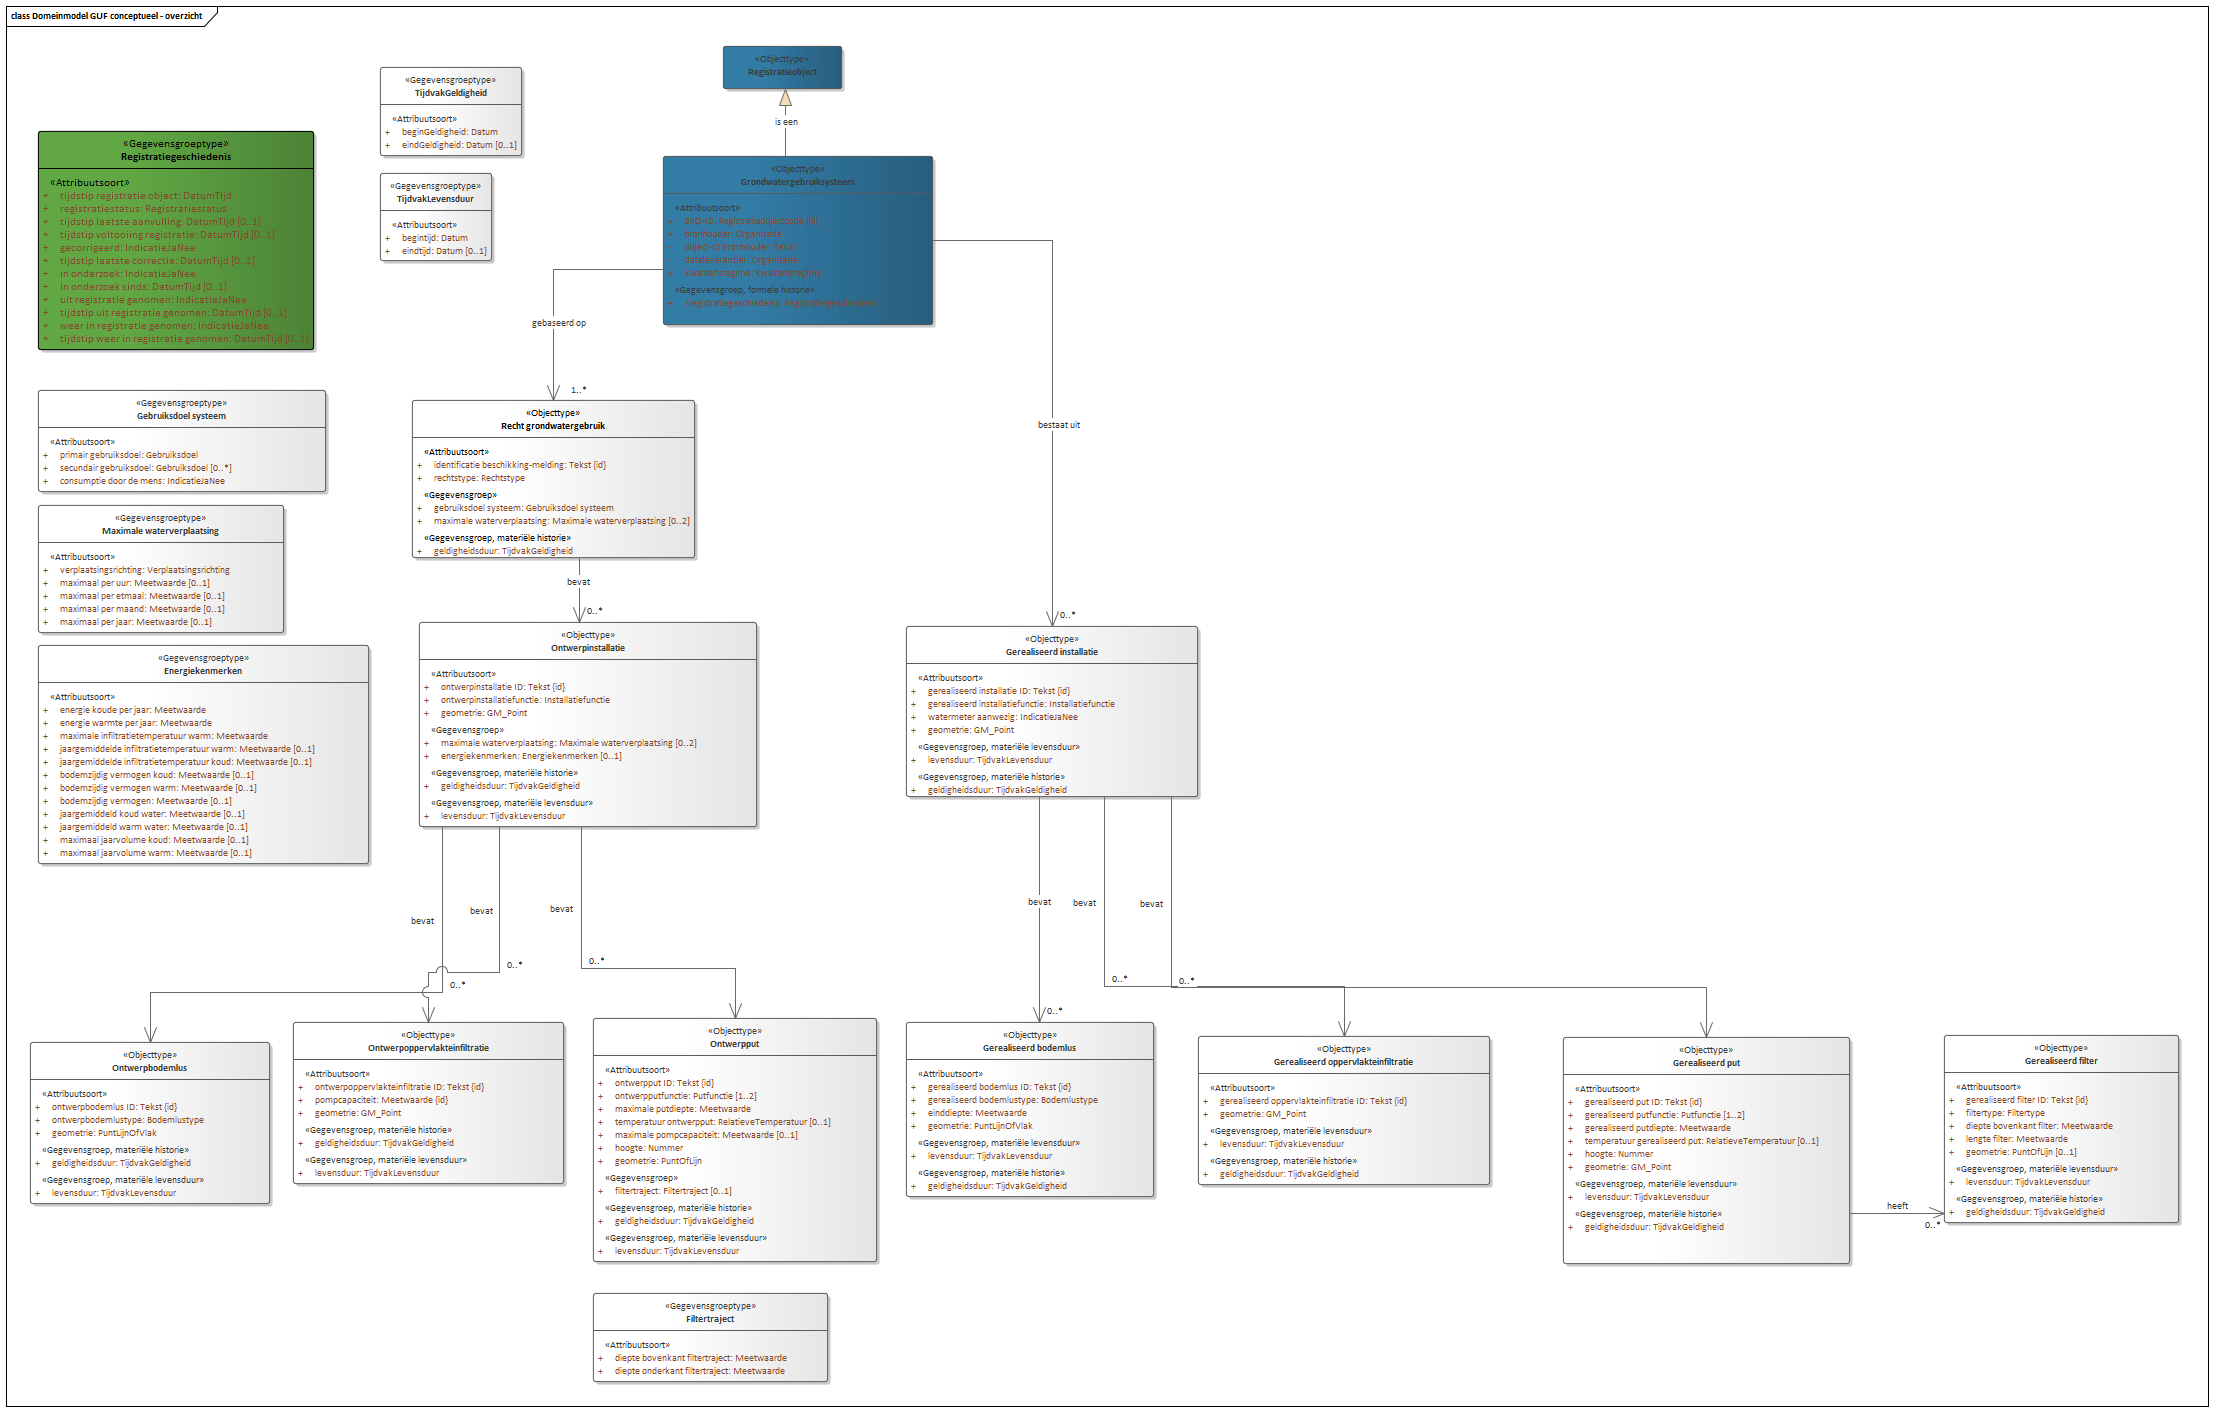 class Domeinmodel GUF conceptueel - overzicht
«Objecttype»
Registratieobject
is een
«Gegevensgroeptype»
TijdvakGeldigheid
«Attribuutsoort»
+ beginGeldigheid: Datum
+ eindGeldigheid: Datum [0..1]
«Gegevensgroeptype»
TijdvakLevensduur
«Attribuutsoort»
+ begintijd: Datum
+ eindtijd: Datum [0..1]
«Gegevensgroeptype»
Registratiegeschiedenis
«Attribuutsoort»
+ tijdstip registratie object: DatumTijd
+ registratiestatus: Registratiestatus
+ tijdstip laatste aanvulling: DatumTijd [0..1]
+ tijdstip voltooiing registratie: DatumTijd [0..1]
+ gecorrigeerd: IndicatieJaNee
+ tijdstip laatste correctie: DatumTijd [0..1]
+ in onderzoek: IndicatieJaNee
+ in onderzoek sinds: DatumTijd [0..1]
+ uit registratie genomen: IndicatieJaNee
+ tijdstip uit registratie genomen: DatumTijd [0..1]
+ weer in registratie genomen: IndicatieJaNee
+ tijdstip weer in registratie genomen: DatumTijd [0..1]
«Objecttype»
Grondwatergebruiksysteem
«Attribuutsoort»
+ BRO-ID: Registratieobjectcode {id}
+ bronhouder: Organisatie
- object-ID bronhouder: Tekst
+ dataleverancier: Organisatie
+ kwaliteitsregime: Kwaliteitsregime
«Gegevensgroep, formele historie»
+ /registratiegeschiedenis: Registratiegeschiedenis
gebaseerd op
1..*
bestaat uit
0..*
«Gegevensgroeptype»
Gebruiksdoel systeem
«Attribuutsoort»
+ primair gebruiksdoel: Gebruiksdoel
+ secundair gebruiksdoel: Gebruiksdoel [0..*]
+ consumptie door de mens: IndicatieJaNee
«Gegevensgroeptype»
Maximale waterverplaatsing
«Attribuutsoort»
+ verplaatsingsrichting: Verplaatsingsrichting
+ maximaal per uur: Meetwaarde [0..1]
+ maximaal per etmaal: Meetwaarde [0..1]
+ maximaal per maand: Meetwaarde [0..1]
+ maximaal per jaar: Meetwaarde [0..1]
«Gegevensgroeptype»
Energiekenmerken
«Attribuutsoort»
+ energie koude per jaar: Meetwaarde
+ energie warmte per jaar: Meetwaarde
+ maximale infiltratietemperatuur warm: Meetwaarde
+ jaargemiddelde infiltratietemperatuur warm: Meetwaarde [0..1]
+ jaargemiddelde infiltratietemperatuur koud: Meetwaarde [0..1]
+ bodemzijdig vermogen koud: Meetwaarde [0..1]
+ bodemzijdig vermogen warm: Meetwaarde [0..1]
+ bodemzijdig vermogen: Meetwaarde [0..1]
+ jaargemiddeld koud water: Meetwaarde [0..1]
+ jaargemiddeld warm water: Meetwaarde [0..1]
+ maximaal jaarvolume koud: Meetwaarde [0..1]
+ maximaal jaarvolume warm: Meetwaarde [0..1]
«Objecttype»
Recht grondwatergebruik
«Attribuutsoort»
+ identificatie beschikking-melding: Tekst {id}
+ rechtstype: Rechtstype
«Gegevensgroep»
+ gebruiksdoel systeem: Gebruiksdoel systeem
+ maximale waterverplaatsing: Maximale waterverplaatsing [0..2]
«Gegevensgroep, materiële historie»
+ geldigheidsduur: TijdvakGeldigheid
bevat
0..*
«Objecttype»
Ontwerpinstallatie
«Attribuutsoort»
+ ontwerpinstallatie ID: Tekst {id}
+ ontwerpinstallatiefunctie: Installatiefunctie
+ geometrie: GM_Point
«Gegevensgroep»
+ maximale waterverplaatsing: Maximale waterverplaatsing [0..2]
+ energiekenmerken: Energiekenmerken [0..1]
«Gegevensgroep, materiële historie»
+ geldigheidsduur: TijdvakGeldigheid
«Gegevensgroep, materiële levensduur»
+ levensduur: TijdvakLevensduur
«Objecttype»
Gerealiseerd installatie
«Attribuutsoort»
+ gerealiseerd installatie ID: Tekst {id}
+ gerealiseerd installatiefunctie: Installatiefunctie
+ watermeter aanwezig: IndicatieJaNee
+ geometrie: GM_Point
«Gegevensgroep, materiële levensduur»
+ levensduur: TijdvakLevensduur
«Gegevensgroep, materiële historie»
+ geldigheidsduur: TijdvakGeldigheid
bevat
bevat
bevat
bevat
bevat
bevat
0..*
0..*
0..*
0..*
0..*
0..*
«Objecttype»
Ontwerpbodemlus
«Attribuutsoort»
+ ontwerpbodemlus ID: Tekst {id}
+ ontwerpbodemlustype: Bodemlustype
+ geometrie: PuntLijnOfVlak
«Gegevensgroep, materiële historie»
+ geldigheidsduur: TijdvakGeldigheid
«Gegevensgroep, materiële levensduur»
+ levensduur: TijdvakLevensduur
«Objecttype»
Ontwerpoppervlakteinfiltratie
«Attribuutsoort»
+ ontwerpoppervlakteinfiltratie ID: Tekst {id}
+ pompcapaciteit: Meetwaarde {id}
+ geometrie: GM_Point
«Gegevensgroep, materiële historie»
+ geldigheidsduur: TijdvakGeldigheid
«Gegevensgroep, materiële levensduur»
+ levensduur: TijdvakLevensduur
«Objecttype»
Ontwerpput
«Attribuutsoort»
+ ontwerpput ID: Tekst {id}
+ ontwerpputfunctie: Putfunctie [1..2]
+ maximale putdiepte: Meetwaarde
+ temperatuur ontwerpput: RelatieveTemperatuur [0..1]
+ maximale pompcapaciteit: Meetwaarde [0..1]
+ hoogte: Nummer
+ geometrie: PuntOfLijn
«Gegevensgroep»
+ filtertraject: Filtertraject [0..1]
«Gegevensgroep, materiële historie»
+ geldigheidsduur: TijdvakGeldigheid
«Gegevensgroep, materiële levensduur»
+ levensduur: TijdvakLevensduur
«Objecttype»
Gerealiseerd bodemlus
«Attribuutsoort»
+ gerealiseerd bodemlus ID: Tekst {id}
+ gerealiseerd bodemlustype: Bodemlustype
+ einddiepte: Meetwaarde
+ geometrie: PuntLijnOfVlak
«Gegevensgroep, materiële levensduur»
+ levensduur: TijdvakLevensduur
«Gegevensgroep, materiële historie»
+ geldigheidsduur: TijdvakGeldigheid
«Objecttype»
Gerealiseerd oppervlakteinfiltratie
«Attribuutsoort»
+ gerealiseerd oppervlakteinfiltratie ID: Tekst {id}
+ geometrie: GM_Point
«Gegevensgroep, materiële levensduur»
+ levensduur: TijdvakLevensduur
«Gegevensgroep, materiële historie»
+ geldigheidsduur: TijdvakGeldigheid
«Objecttype»
Gerealiseerd put
«Attribuutsoort»
+ gerealiseerd put ID: Tekst {id}
+ gerealiseerd putfunctie: Putfunctie [1..2]
+ gerealiseerd putdiepte: Meetwaarde
+ temperatuur gerealiseerd put: RelatieveTemperatuur [0..1]
+ hoogte: Nummer
+ geometrie: GM_Point
«Gegevensgroep, materiële levensduur»
+ levensduur: TijdvakLevensduur
«Gegevensgroep, materiële historie»
+ geldigheidsduur: TijdvakGeldigheid
heeft
0..*
«Objecttype»
Gerealiseerd filter
«Attribuutsoort»
+ gerealiseerd filter ID: Tekst {id}
+ filtertype: Filtertype
+ diepte bovenkant filter: Meetwaarde
+ lengte filter: Meetwaarde
+ geometrie: PuntOfLijn [0..1]
«Gegevensgroep, materiële levensduur»
+ levensduur: TijdvakLevensduur
«Gegevensgroep, materiële historie»
+ geldigheidsduur: TijdvakGeldigheid
«Gegevensgroeptype»
Filtertraject
«Attribuutsoort»
+ diepte bovenkant filtertraject: Meetwaarde
+ diepte onderkant filtertraject: Meetwaarde